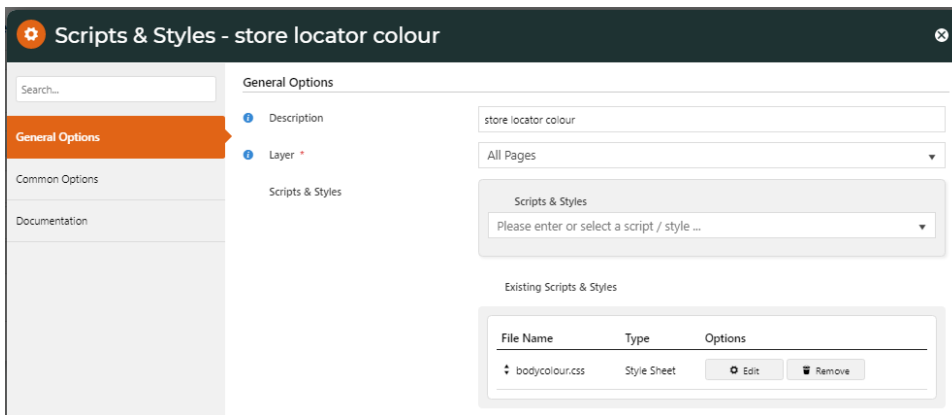 Scripts & Styles - store locator colour
Search...
General Options
Common Options
Documentation
General Options
Description
store locator colour
Layer *
All Pages
Scripts & Styles
Scripts & Styles
Please enter or select a script / style ...
Existing Scripts & Styles
File Name Type Options
bodycolour.css Style Sheet Edit Remove